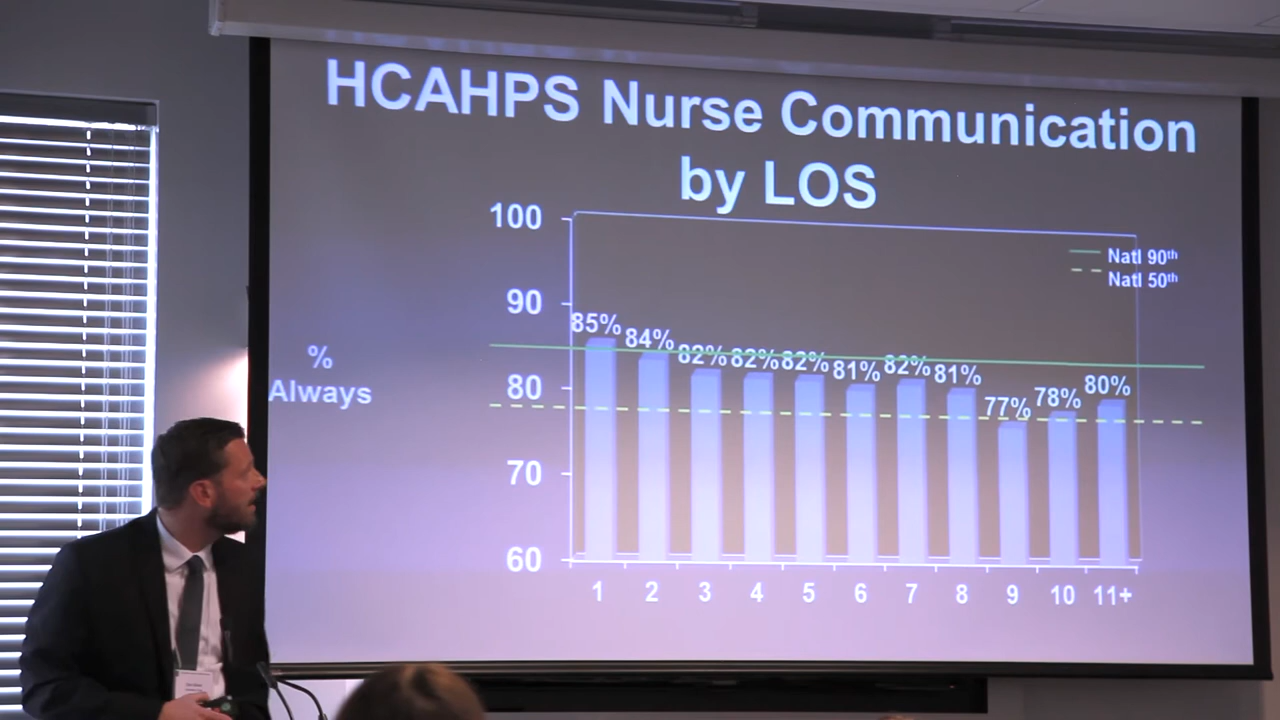 HCAHPS Nurse Communication
by LOS
100
90
80
70
60
%
Always
Natl 90th
Natl 50th
85% 84% 82% 82% 82% 81% 82% 81% 77% 78% 80%
1 2 3 4 5 6 7 8 9 10 11+